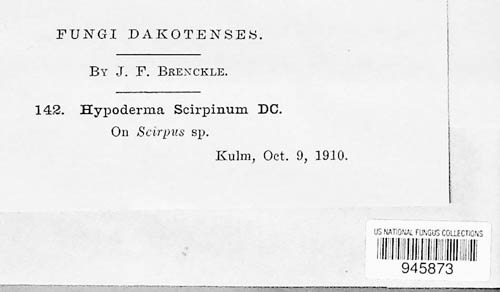 FUNGI DAKOTENSES.
BY J. F. BRENCKLE.
142. Hypoderma Scirpinum DC.
On Scirpus sp.
Kulm, Oct. 9, 1910.
US NATIONAL FUNGUS COLLECTIONS
945873